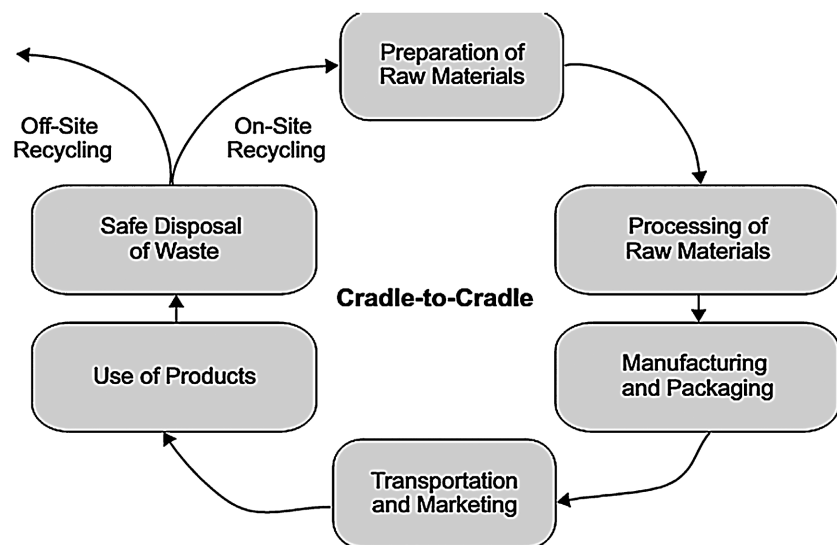 Preparation of
Raw Materials
Off-Site
Recycling
On-Site
Recycling
Safe Disposal
of Waste
Processing of
Raw Materials
Cradle-to-Cradle
Use of Products
Manufacturing
and Packaging
Transportation
and Marketing